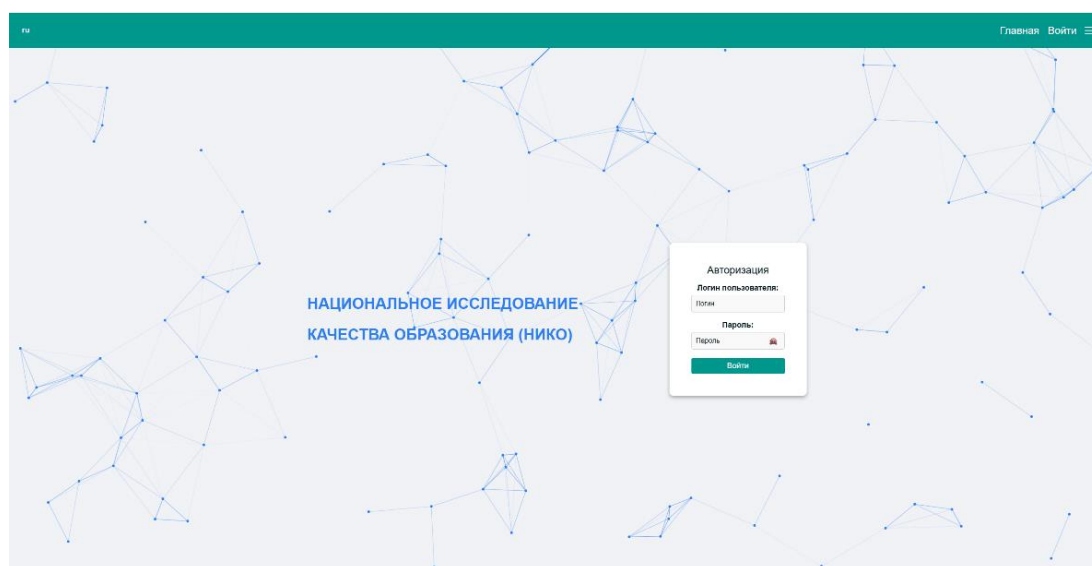 ru
Главная Войти
НАЦИОНАЛЬНОЕ ИССЛЕДОВАНИЕ
КАЧЕСТВА ОБРАЗОВАНИЯ (НИКО)
Авторизация
Логин пользователя:
Логин
Пароль:
Пароль
Войти